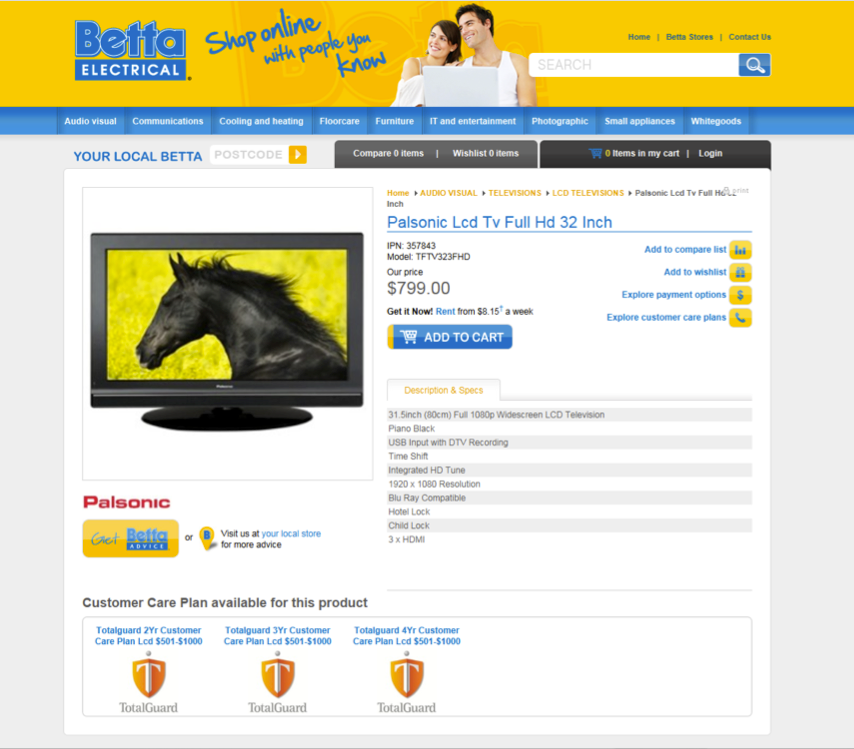 Betta
ELECTRICAL
Shop online
with people you
know
Home | Betta Stores | Contact Us
SEARCH
Audio visual Communications Cooling and heating Floorcare Furniture IT and entertainment Photographic Small appliances Whitegoods
YOUR LOCAL BETTA POSTCODE
Compare 0 items | Wishlist 0 items
0 Items in my cart | Login
Home AUDIO VISUAL TELEVISIONS LCD TELEVISIONS Palsonic Lcd Tv Full Hd 32
Inch
print
Palsonic Lcd Tv Full Hd 32 Inch
IPN: 357843
Model: TFTV323FHD
Our price
$799.00
Get it Now! Rent from $8.15† a week
ADD TO CART
Add to compare list
Add to wishlist
Explore payment options
Explore customer care plans
Description & Specs
31.5inch (80cm) Full 1080p Widescreen LCD Television
Piano Black
USB Input with DTV Recording
Time Shift
Integrated HD Tune
1920 x 1080 Resolution
Blu Ray Compatible
Hotel Lock
Child Lock
3 x HDMI
Palsonic
Palsonic
Get Betta
ADVICE
or
B
Visit us at your local store
for more advice
Customer Care Plan available for this product
Totalguard 2Yr Customer
Care Plan Lcd $501-$1000
TotalGuard
Totalguard 3Yr Customer
Care Plan Lcd $501-$1000
TotalGuard
Totalguard 4Yr Customer
Care Plan Lcd $501-$1000
TotalGuard